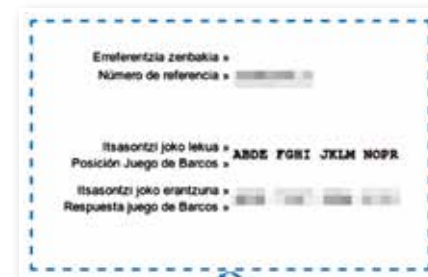 Erreferentzia zenbakia »
Número de referencia »
Itsasontzi joko lekua »
Posición Juego de Barcos »
ABDE FGHI JKLM NOPR
Itsasontzi joko erantzuna »
Respuesta juego de Barcos »